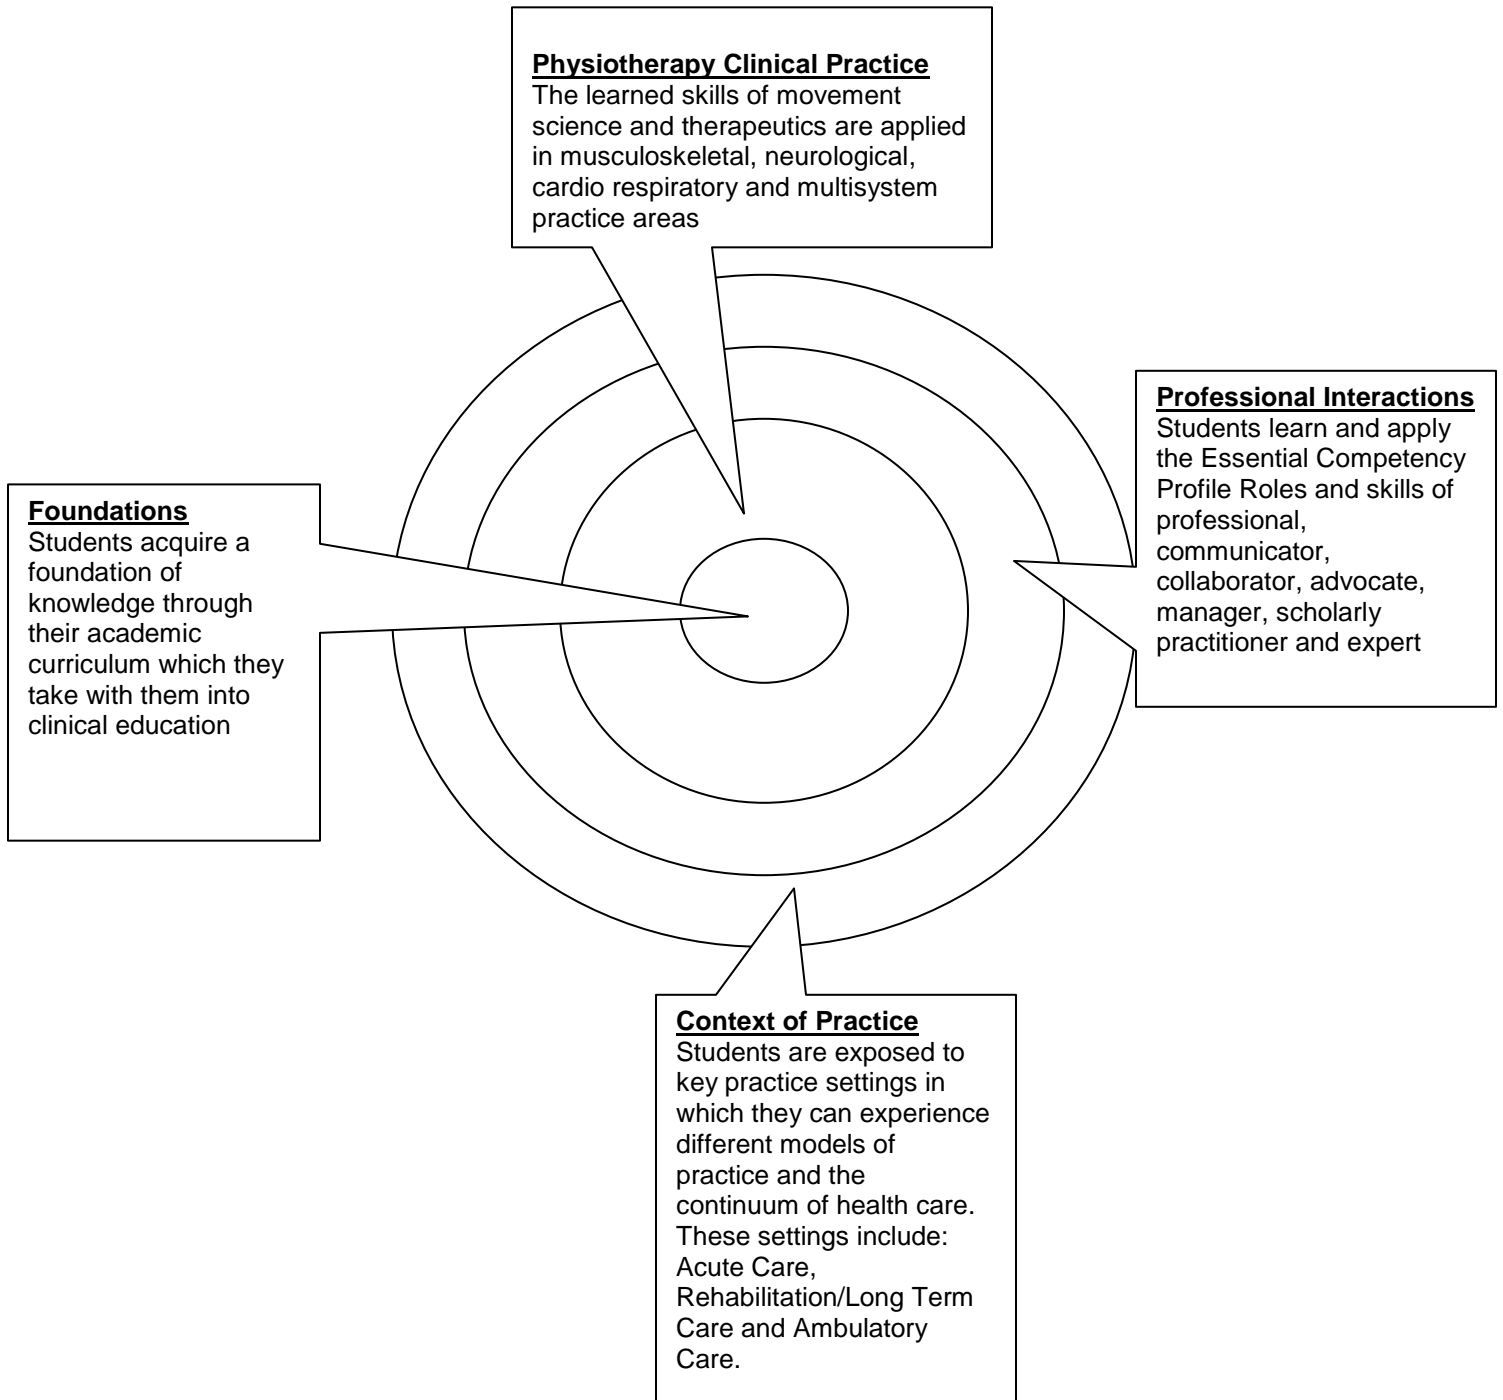 Physiotherapy Clinical Practice
The learned skills of movement
science and therapeutics are applied
in musculoskeletal, neurological,
cardio respiratory and multisystem
practice areas
Professional Interactions
Students learn and apply
the Essential Competency
Profile Roles and skills of
professional,
communicator,
collaborator, advocate,
manager, scholarly
practitioner and expert
Foundations
Students acquire a
foundation of
knowledge through
their academic
curriculum which they
take with them into
clinical education
Context of Practice
Students are exposed to
key practice settings in
which they can experience
different models of
practice and the
continuum of health care.
These settings include:
Acute Care,
Rehabilitation/Long Term
Care and Ambulatory
Care.